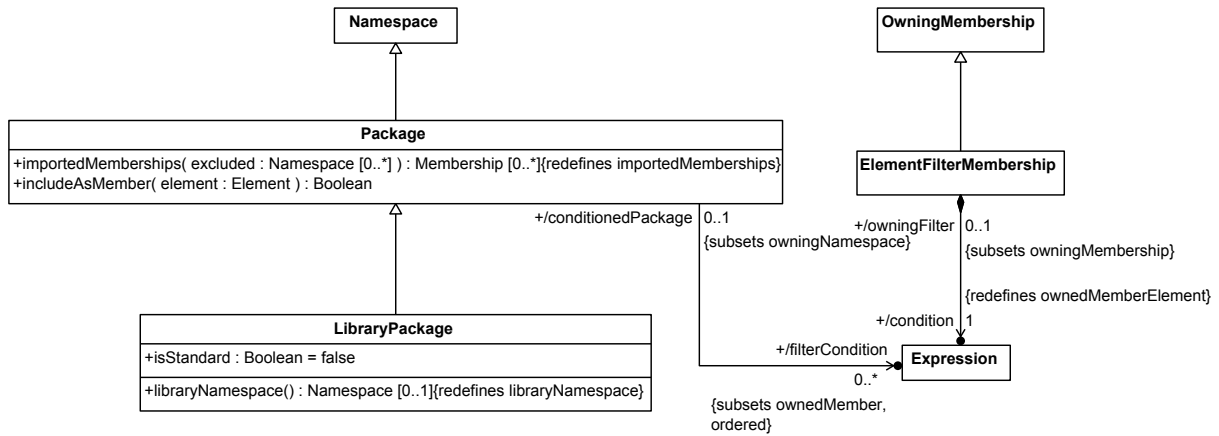 Namespace
OwningMembership
Package
+importedMemberships( excluded : Namespace [0..*] ) : Membership [0..*]{redefines importedMemberships}
+includeAsMember( element : Element ) : Boolean
ElementFilterMembership
+/conditionedPackage
0..1
{subsets owningNamespace}
+/owningFilter
0..1
{subsets owningMembership}
{redefines ownedMemberElement}
+/condition
1
LibraryPackage
+isStandard : Boolean = false
+libraryNamespace() : Namespace [0..1]{redefines libraryNamespace}
+/filterCondition
0..*
{subsets ownedMember,
ordered}
Expression